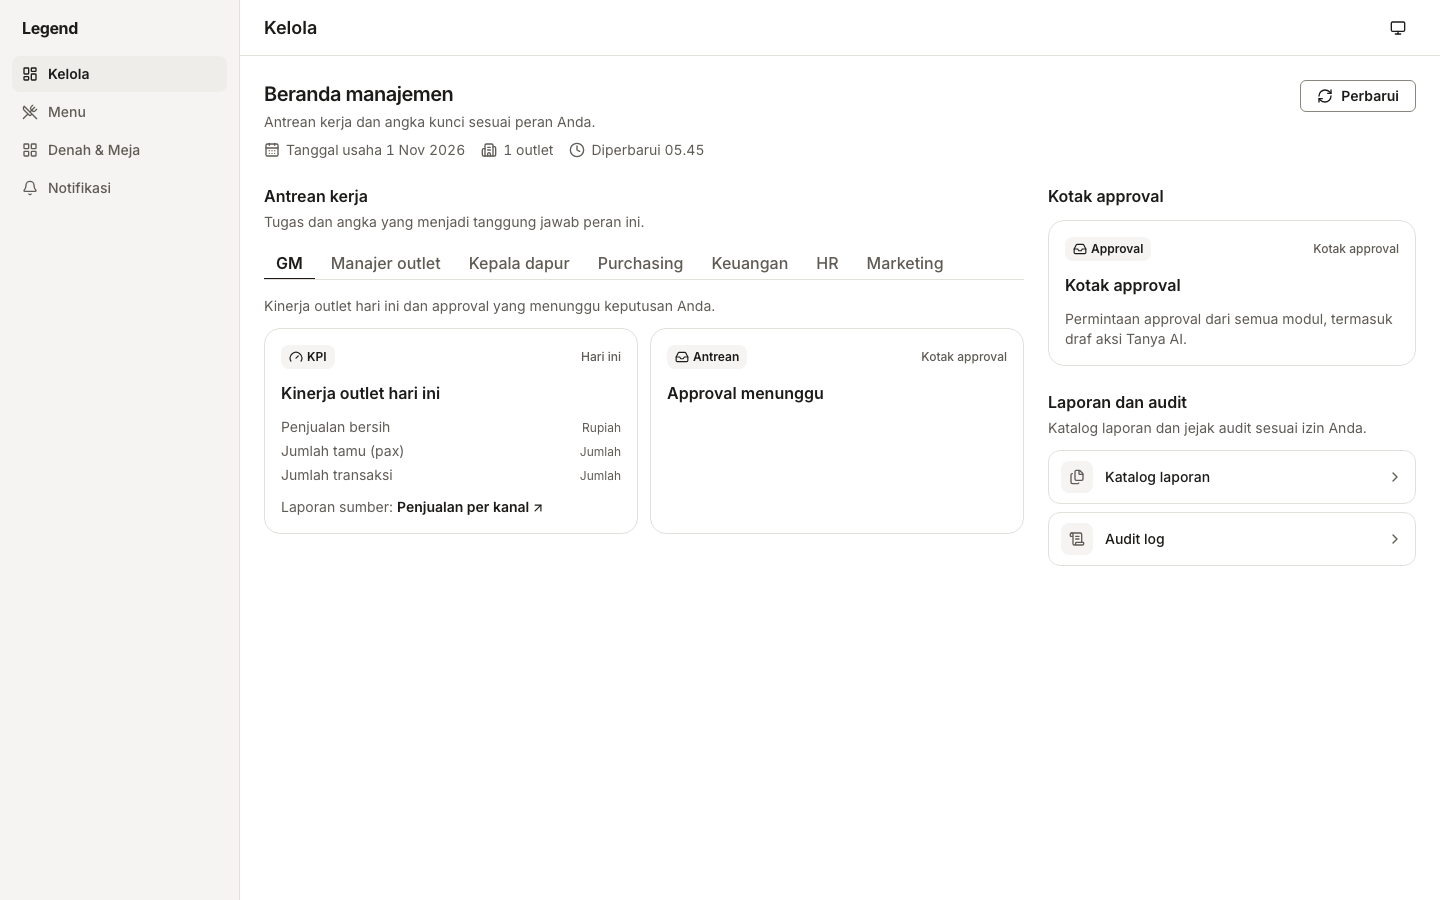 Legend
Kelola
Menu
Denah & Meja
Notifikasi
Kelola
Beranda manajemen
Perbarui
Antrean kerja dan angka kunci sesuai peran Anda.
Tanggal usaha 1 Nov 2026 1 outlet Diperbarui 05.45
Antrean kerja
Tugas dan angka yang menjadi tanggung jawab peran ini.
GM Manajer outlet Kepala dapur Purchasing Keuangan HR Marketing
Kinerja outlet hari ini dan approval yang menunggu keputusan Anda.
KPI Hari ini
Kinerja outlet hari ini
Penjualan bersih Rupiah
Jumlah tamu (pax) Jumlah
Jumlah transaksi Jumlah
Laporan sumber: Penjualan per kanal
Antrean Kotak approval
Approval menunggu
Kotak approval
Approval Kotak approval
Kotak approval
Permintaan approval dari semua modul, termasuk
draf aksi Tanya AI.
Laporan dan audit
Katalog laporan dan jejak audit sesuai izin Anda.
Katalog laporan
Audit log